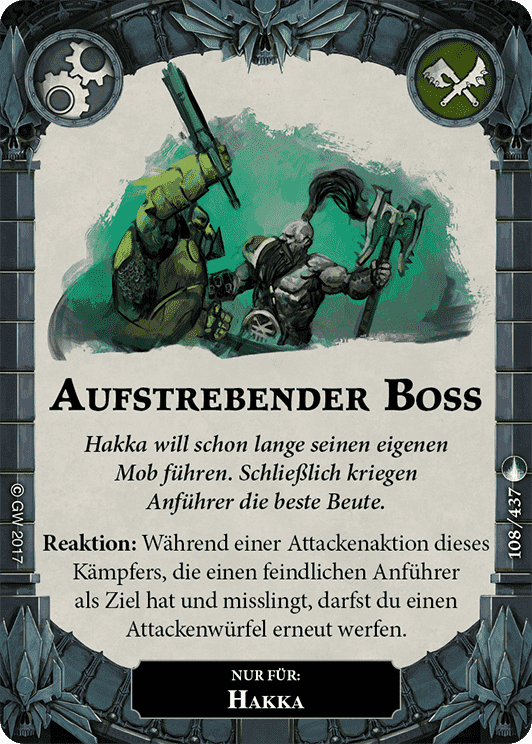 Aufstrebender Boss
Hakka will schon lange seinen eigenen
Mob führen. Schließlich kriegen
Anführer die beste Beute.
Reaktion: Während einer Attackenaktion dieses
Kämpfers, die einen feindlichen Anführer
als Ziel hat und misslingt, darfst du einen
Attackenwürfel erneut werfen.
NUR FÜR:
Hakka
© GW 2017
108/437